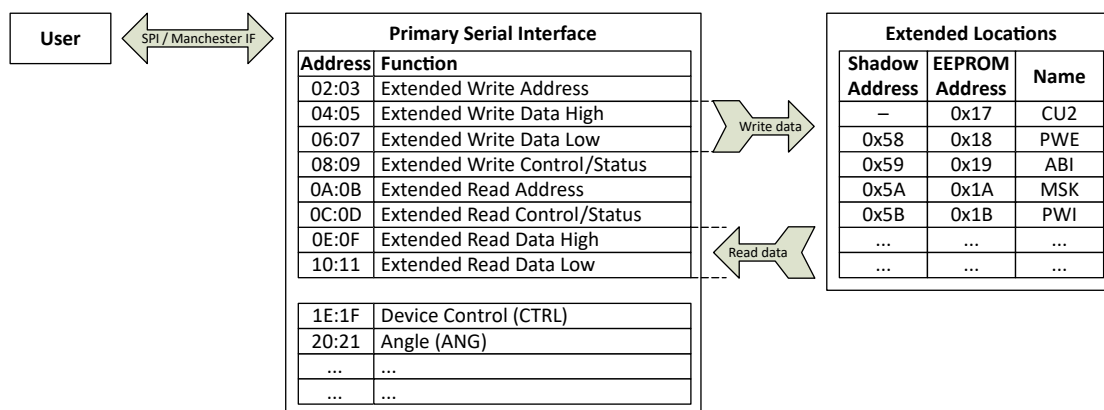 User
SPI / Manchester IF
Primary Serial Interface
Address Function
02:03 Extended Write Address
04:05 Extended Write Data High
06:07 Extended Write Data Low
08:09 Extended Write Control/Status
0A:0B Extended Read Address
0C:0D Extended Read Control/Status
0E:0F Extended Read Data High
10:11 Extended Read Data Low
1E:1F Device Control (CTRL)
20:21 Angle (ANG)
... ...
... ...
Write data
Read data
Extended Locations
Shadow Address EEPROM Address Name
– 0x17 CU2
0x58 0x18 PWE
0x59 0x19 ABI
0x5A 0x1A MSK
0x5B 0x1B PWI
... ... ...
... ... ...